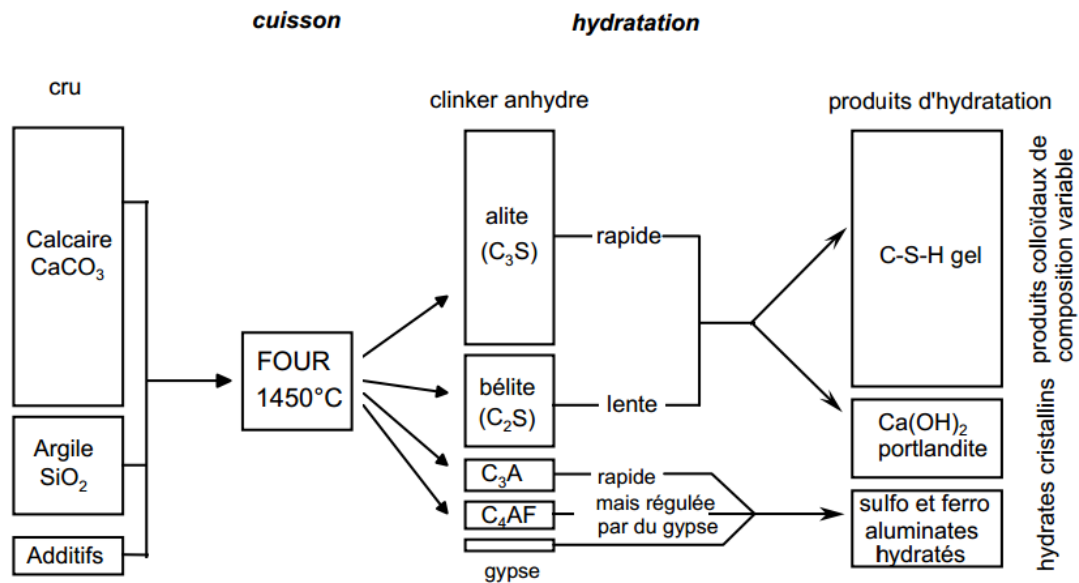 cuisson
hydratation
cru
clinker anhydre
produits d'hydratation
Calcaire
CaCO₃
Argile
SiO₂
Additifs
FOUR
1450°C
alite
(C₃S)
bélite
(C₂S)
C₃A
C₄AF
gypse
rapide
lente
rapide
mais régulée
par du gypse
C-S-H gel
Ca(OH)₂
portlandite
sulfo et ferro
aluminates
hydratés
produits colloïdaux de
composition variable
hydrates cristallins